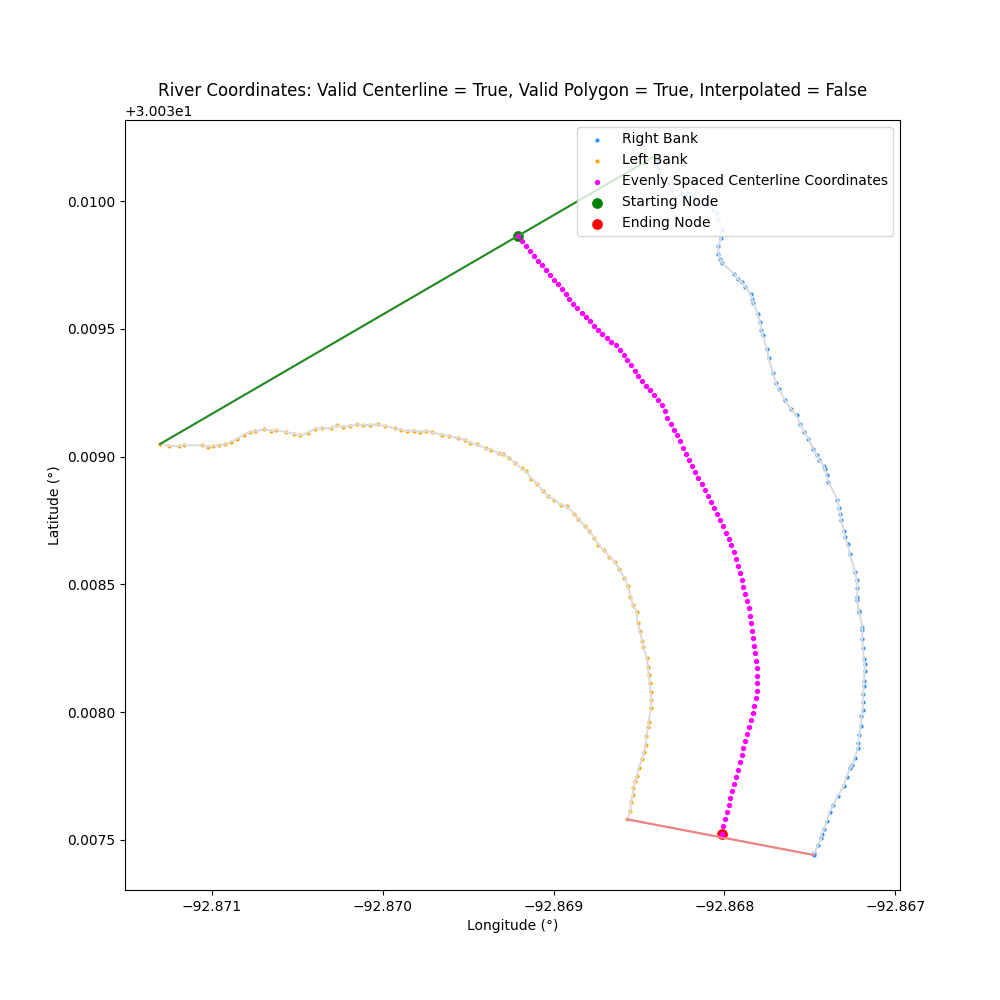 River Coordinates: Valid Centerline = True, Valid Polygon = True, Interpolated = False
+3.003e1
Right Bank
Left Bank
Evenly Spaced Centerline Coordinates
Starting Node
Ending Node
0.0100
0.0095
0.0090
0.0085
0.0080
0.0075
Latitude (°)
−92.871
−92.870
−92.869
−92.868
−92.867
Longitude (°)